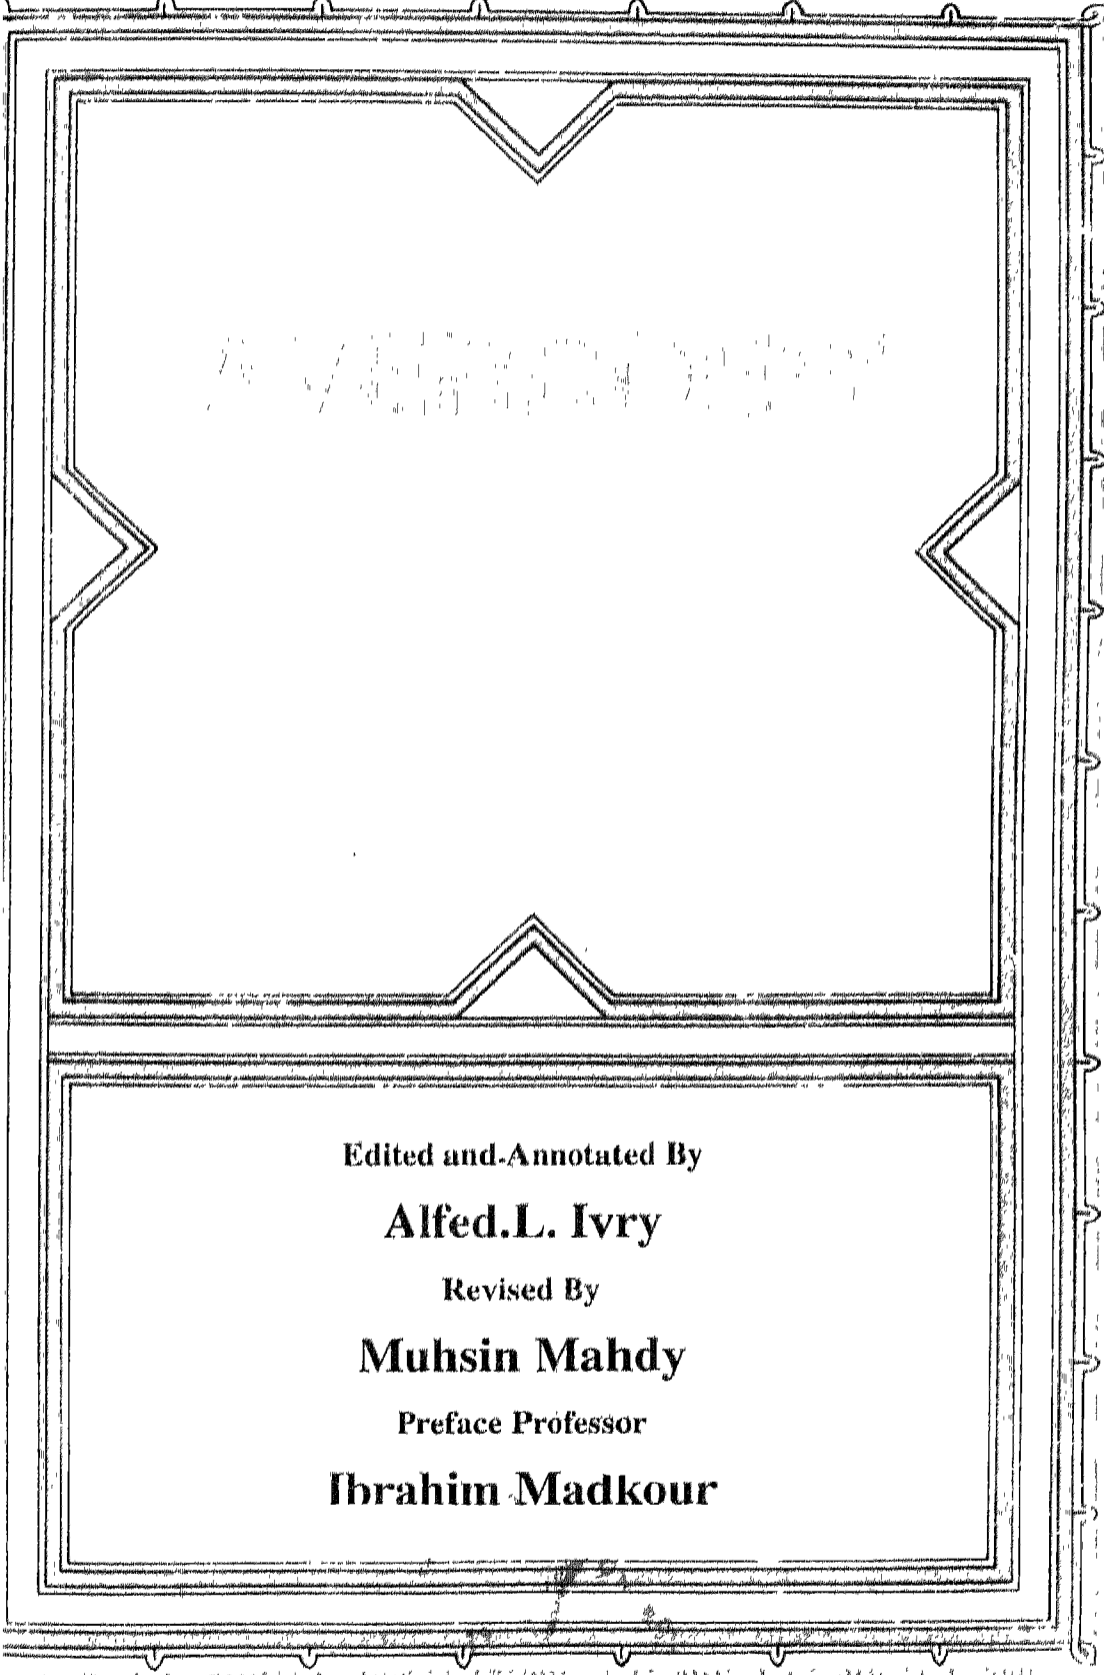 Edited and-Annotated By
Alfed.L. Ivry
Revised By
Muhsin Mahdy
Preface Professor
Ibrahim Madkour